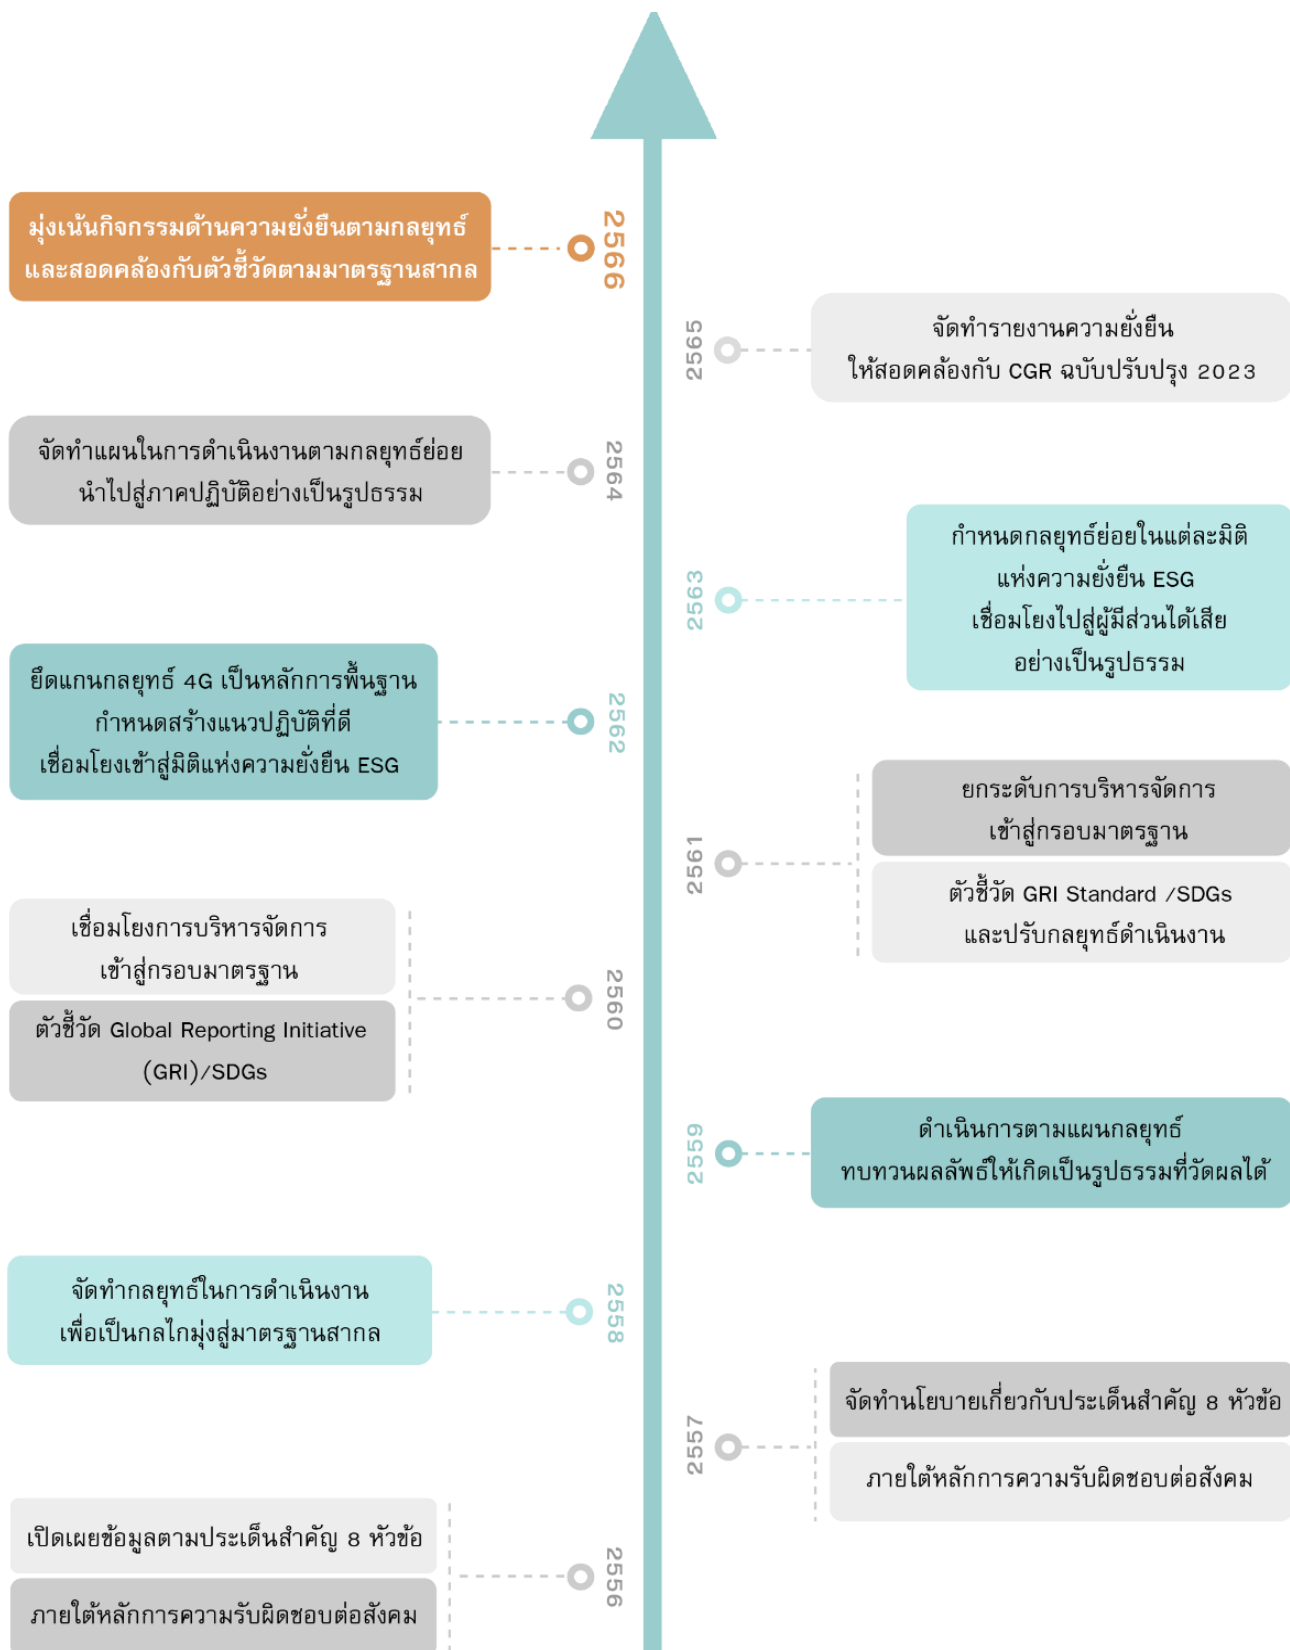 2566
มุ่งเน้นกิจกรรมด้านความยั่งยืนตามกลยุทธ์
และสอดคล้องกับตัวชี้วัดตามมาตรฐานสากล
2565
จัดทำรายงานความยั่งยืน
ให้สอดคล้องกับ CGR ฉบับปรับปรุง 2023
2564
จัดทำแผนในการดำเนินงานตามกลยุทธ์ย่อย
นำไปสู่ภาคปฏิบัติอย่างเป็นรูปธรรม
2563
กำหนดกลยุทธ์ย่อยในแต่ละมิติ
แห่งความยั่งยืน ESG
เชื่อมโยงไปสู่ผู้มีส่วนได้เสีย
อย่างเป็นรูปธรรม
2562
ยึดแกนกลยุทธ์ 4G เป็นหลักการพื้นฐาน
กำหนดสร้างแนวปฏิบัติที่ดี
เชื่อมโยงเข้าสู่มิติแห่งความยั่งยืน ESG
2561
ยกระดับการบริหารจัดการ
เข้าสู่กรอบมาตรฐาน
ตัวชี้วัด GRI Standard /SDGs
และปรับกลยุทธ์ดำเนินงาน
2560
เชื่อมโยงการบริหารจัดการ
เข้าสู่กรอบมาตรฐาน
ตัวชี้วัด Global Reporting Initiative
(GRI)/SDGs
2559
ดำเนินการตามแผนกลยุทธ์
ทบทวนผลลัพธ์ให้เกิดเป็นรูปธรรมที่วัดผลได้
2558
จัดทำกลยุทธ์ในการดำเนินงาน
เพื่อเป็นกลไกมุ่งสู่มาตรฐานสากล
2557
จัดทำนโยบายเกี่ยวกับประเด็นสำคัญ 8 หัวข้อ
ภายใต้หลักการความรับผิดชอบต่อสังคม
2556
เปิดเผยข้อมูลตามประเด็นสำคัญ 8 หัวข้อ
ภายใต้หลักการความรับผิดชอบต่อสังคม